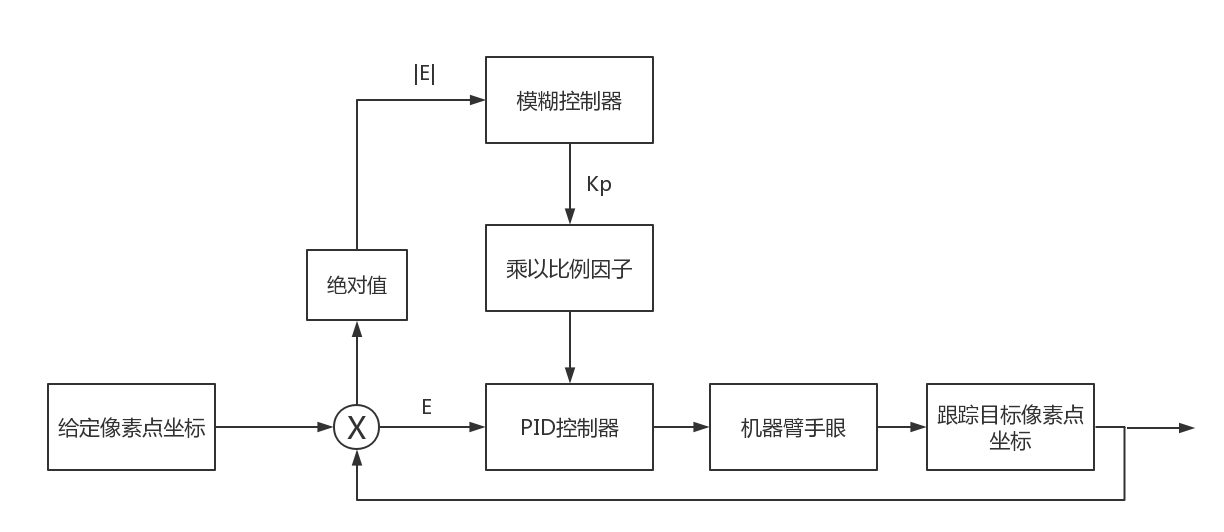 |E|
模糊控制器
Kp
绝对值
乘以比例因子
给定像素点坐标
X
E
PID控制器
机器臂手眼
跟踪目标像素点
坐标